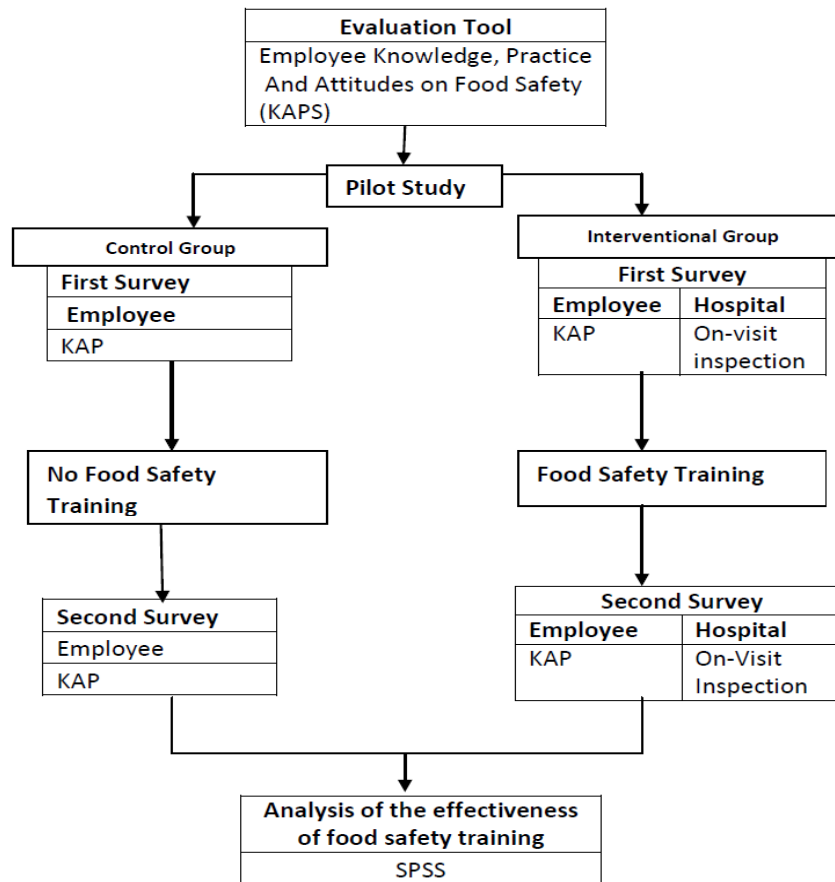 Evaluation Tool
Employee Knowledge, Practice
And Attitudes on Food Safety
(KAPS)
Pilot Study
Control Group
First Survey
Employee
KAP
No Food Safety
Training
Second Survey
Employee
KAP
Interventional Group
First Survey
Employee Hospital
KAP On-visit
inspection
Food Safety Training
Second Survey
Employee Hospital
KAP On-Visit
Inspection
Analysis of the effectiveness
of food safety training
SPSS